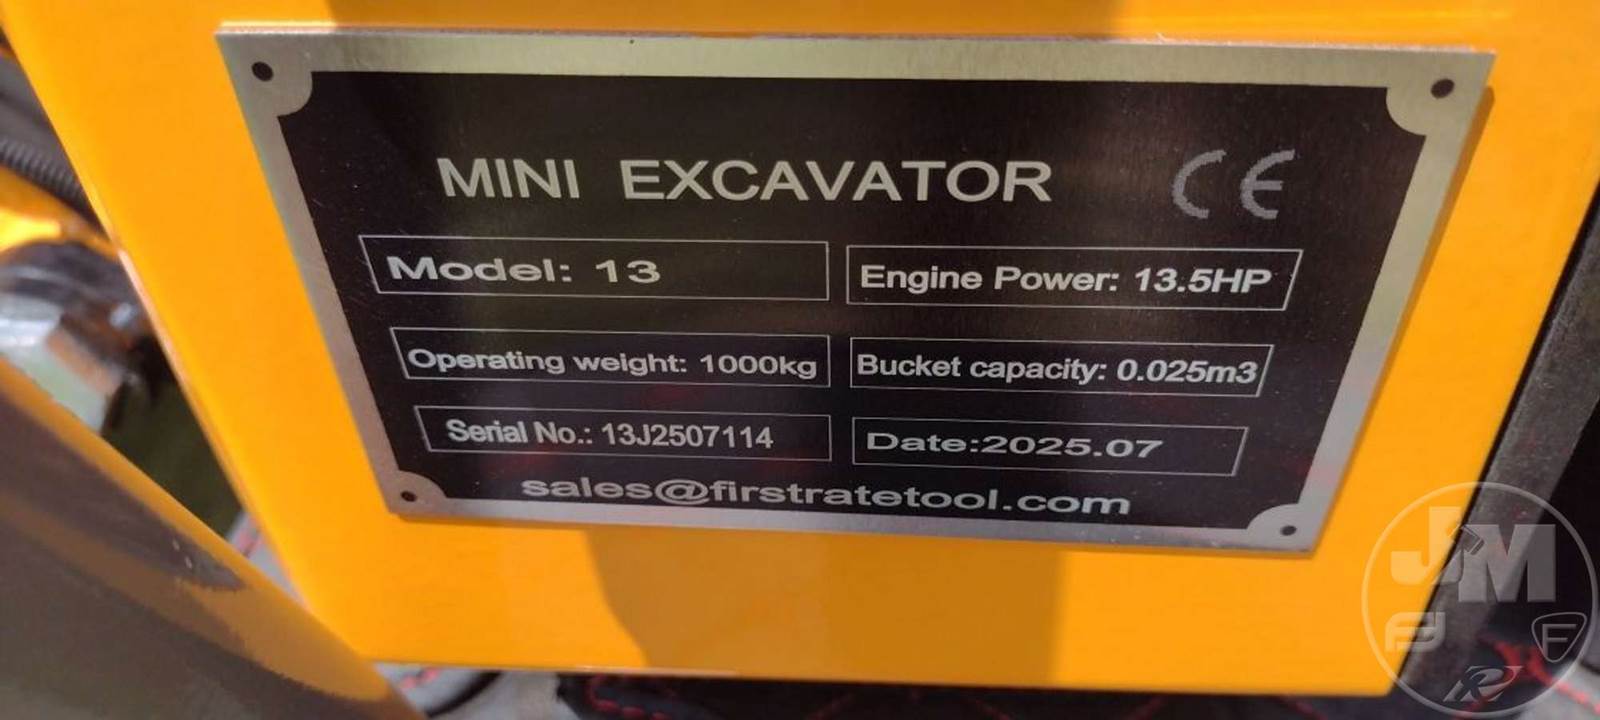 MINI EXCAVATOR CE
Model: 13
Engine Power: 13.5HP
Operating weight: 1000kg
Bucket capacity: 0.025m3
Serial No.: 13J2507114
Date:2025.07
sales@firstratetool.com
JM